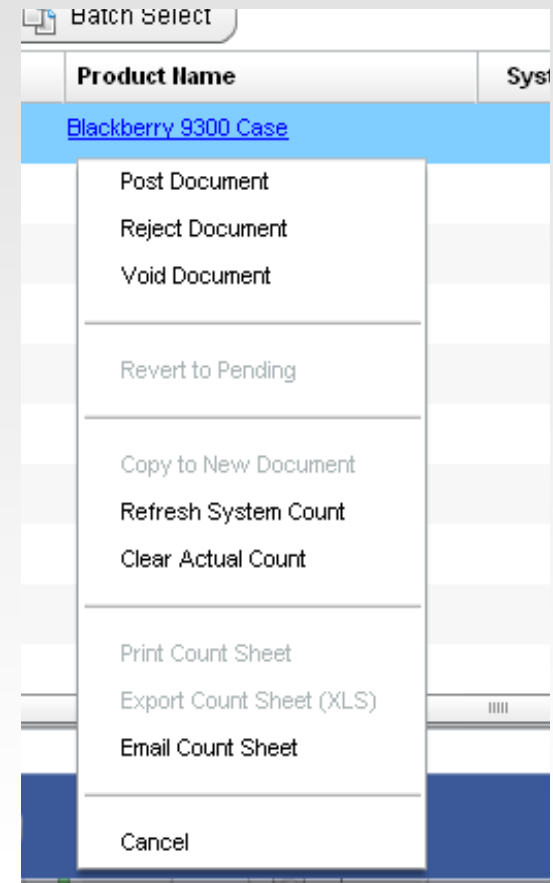 Batch Select
Product Name Syst
Blackberry 9300 Case
Post Document
Reject Document
Void Document
Revert to Pending
Copy to New Document
Refresh System Count
Clear Actual Count
Print Count Sheet
Export Count Sheet (XLS)
Email Count Sheet
Cancel